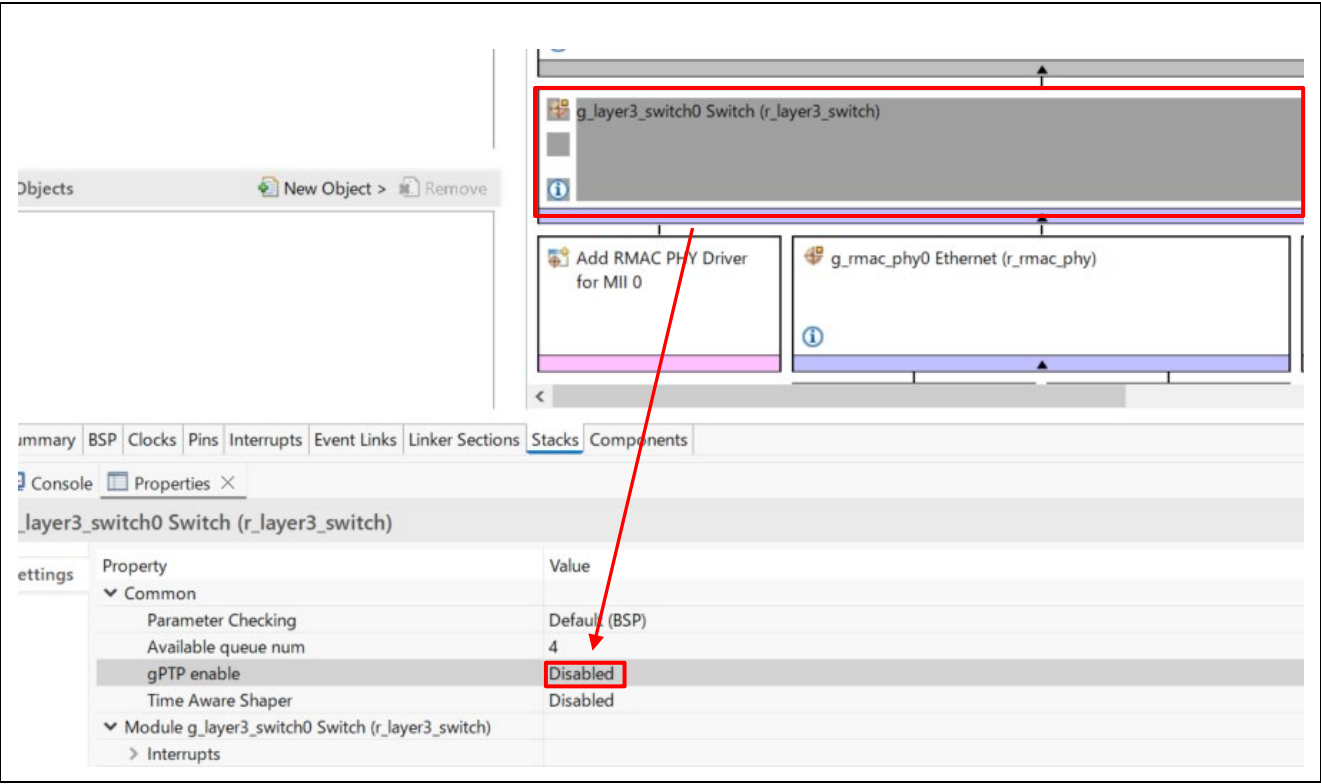 g_layer3_switch0 Switch (r_layer3_switch)
Objects
New Object >
Remove
Add RMAC PHY Driver
for MII 0
g_rmac_phy0 Ethernet (r_rmac_phy)
ummary BSP Clocks Pins Interrupts Event Links Linker Sections Stacks Components
Console Properties
_layer3_switch0 Switch (r_layer3_switch)
ettings
Property Value
Common
Parameter Checking Default (BSP)
Available queue num 4
gPTP enable Disabled
Time Aware Shaper Disabled
Module g_layer3_switch0 Switch (r_layer3_switch)
Interrupts